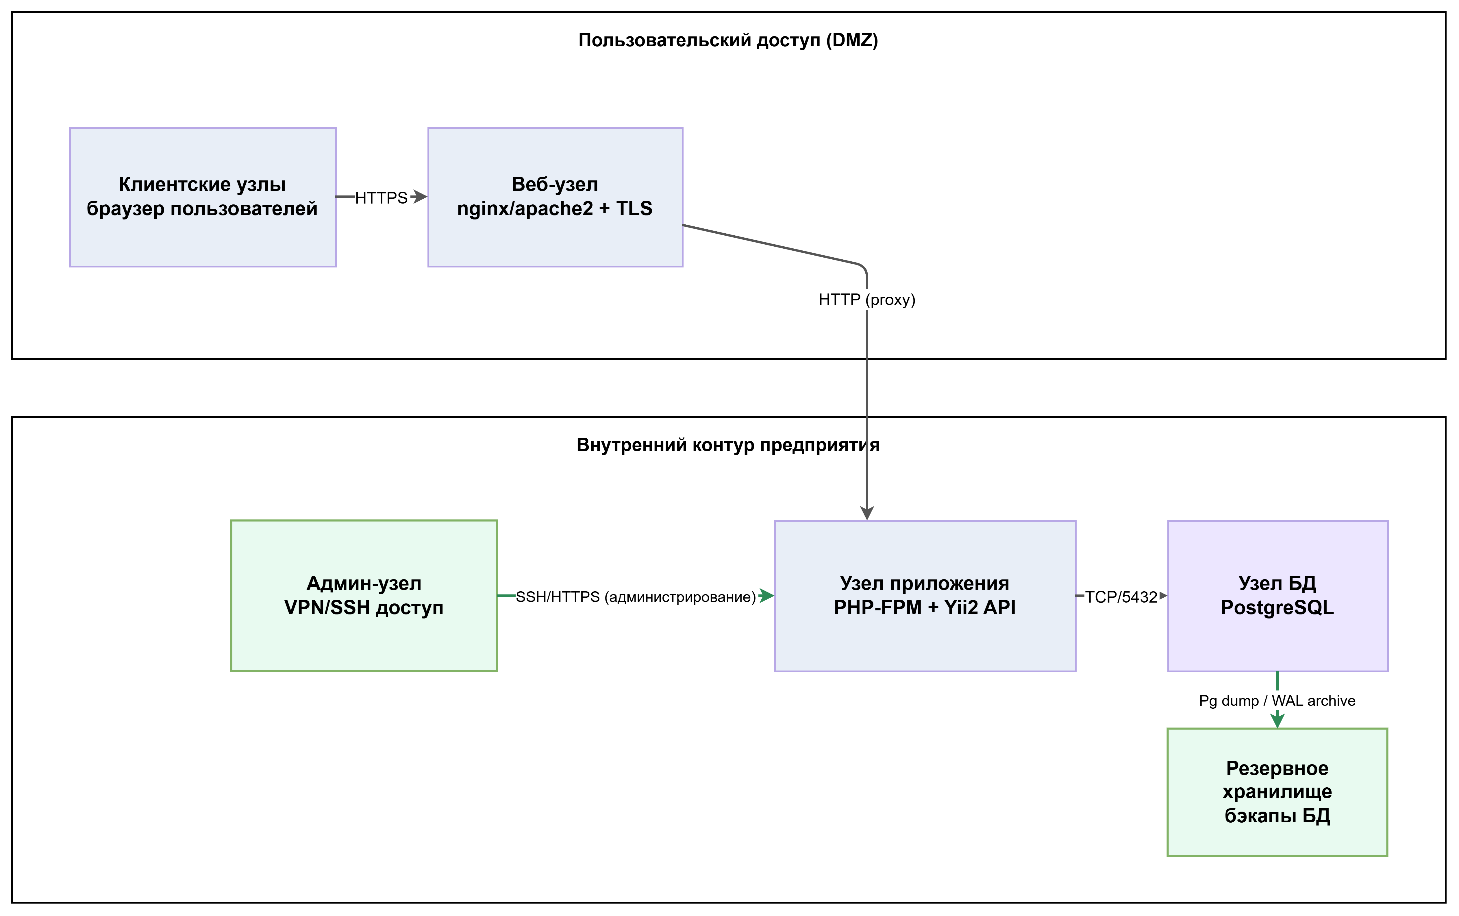 Пользовательский доступ (DMZ)
Клиентские узлы
браузер пользователей
HTTPS
Веб-узел
nginx/apache2 + TLS
HTTP (proxy)
Внутренний контур предприятия
Админ-узел
VPN/SSH доступ
SSH/HTTPS (администрирование)
Узел приложения
PHP-FPM + Yii2 API
TCP/5432
Узел БД
PostgreSQL
Pg dump / WAL archive
Резервное
хранилище
бэкапы БД